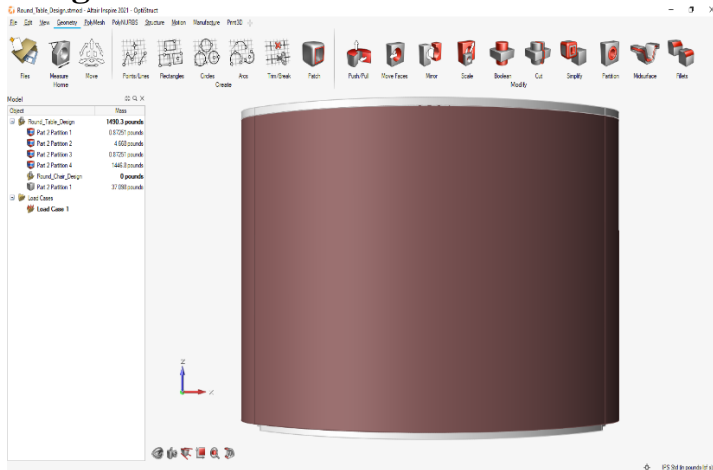 Round_Table_Design.stmod - Altair Inspire 2021 - OptiStruct
File Edit View Geometry PolyMesh PolyNURBS Structure Motion Manufacture Print3D
Files Measure Move Points/Lines Rectangles Circles Arcs Trim/Break Patch Push/Pull Move Faces Mirror Scale Boolean Cut Simplify Partition Midsurface Fillets
Home Create Modify
Model
Object Mass
Round_Table_Design 1490.3 pounds
Part 2 Partition 1 0.87251 pounds
Part 2 Partition 2 4.668 pounds
Part 2 Partition 3 0.87251 pounds
Part 2 Partition 4 1446.8 pounds
Round_Chair_Design 0 pounds
Part 2 Partition 1 37.098 pounds
Load Cases
Load Case 1
Z
X